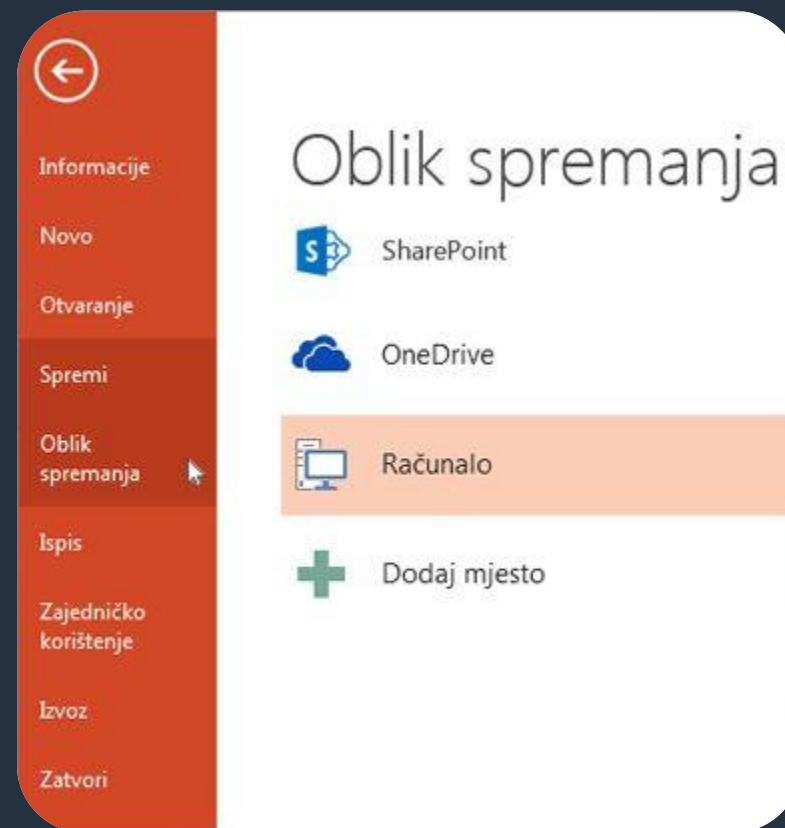 Informacije
Novo
Otvaranje
Spremi
Oblik
spremanja
Ispis
Zajedničko
korištenje
Izvoz
Zatvori
Oblik spremanja
S SharePoint
OneDrive
Računalo
Dodaj mjesto